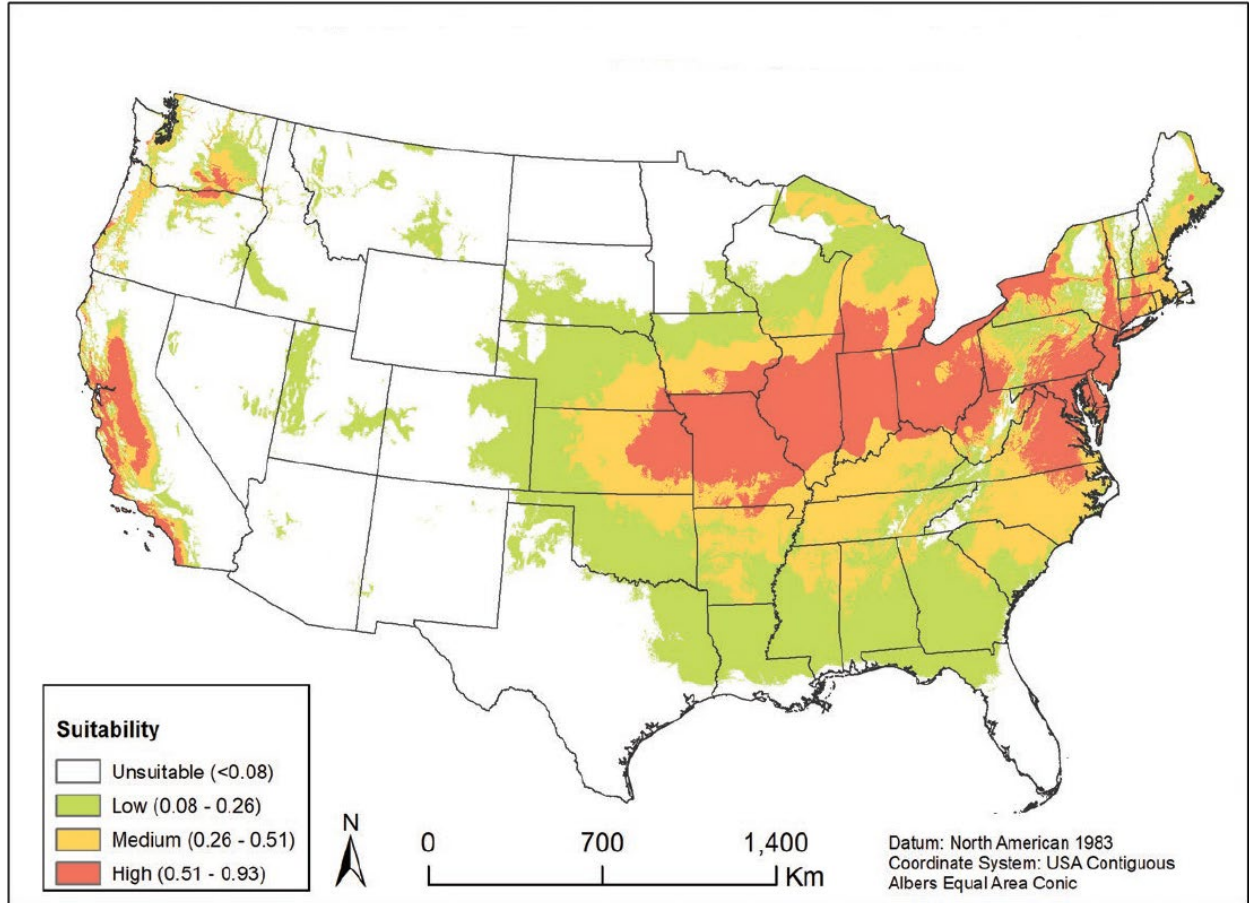 Suitability
Unsuitable (<0.08)
Low (0.08 - 0.26)
Medium (0.26 - 0.51)
High (0.51 - 0.93)
N
0 700 1,400
Km
Datum: North American 1983
Coordinate System: USA Contiguous
Albers Equal Area Conic